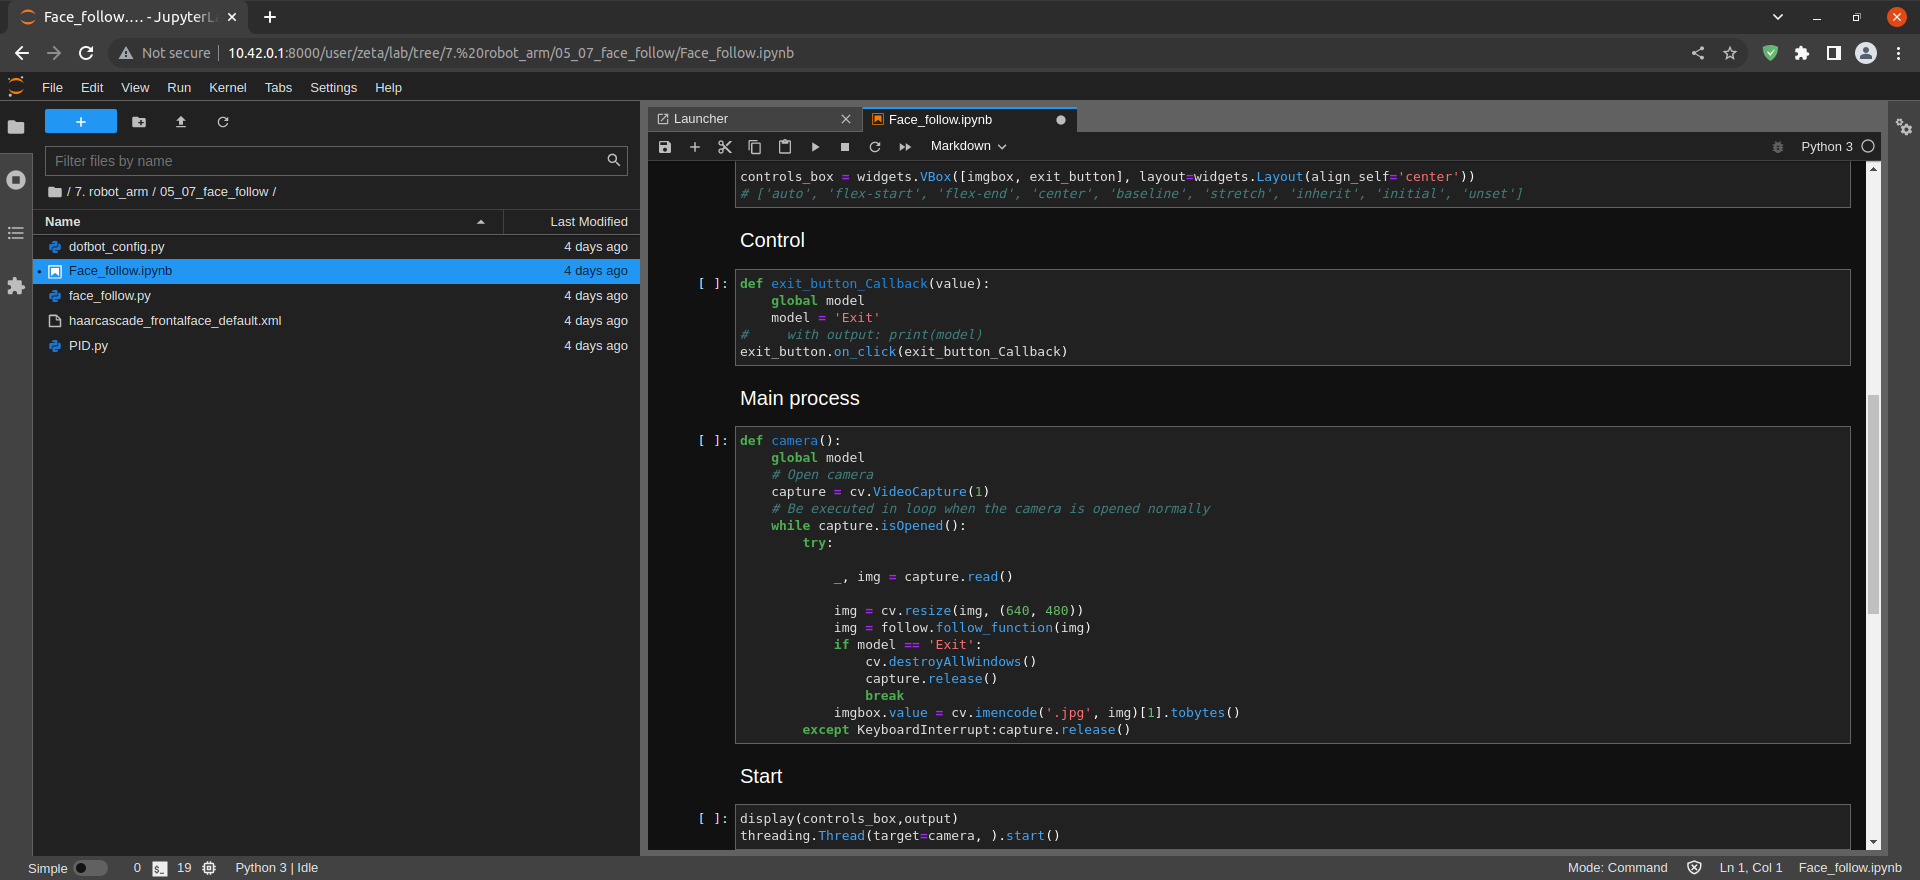 Face_follow.... - JupyterLa
Not secure 10.42.0.1:8000/user/zeta/lab/tree/7.%20robot_arm/05_07_face_follow/Face_follow.ipynb
File Edit View Run Kernel Tabs Settings Help
Filter files by name
/ 7. robot_arm / 05_07_face_follow /
Name Last Modified
dofbot_config.py 4 days ago
Face_follow.ipynb 4 days ago
face_follow.py 4 days ago
haarcascade_frontalface_default.xml 4 days ago
PID.py 4 days ago
Launcher Face_follow.ipynb
Markdown Python 3
controls_box = widgets.VBox([imgbox, exit_button], layout=widgets.Layout(align_self='center'))
# ['auto', 'flex-start', 'flex-end', 'center', 'baseline', 'stretch', 'inherit', 'initial', 'unset']
Control
[ ]: def exit_button_Callback(value):
global model
model = 'Exit'
# with output: print(model)
exit_button.on_click(exit_button_Callback)
Main process
[ ]: def camera():
global model
# Open camera
capture = cv.VideoCapture(1)
# Be executed in loop when the camera is opened normally
while capture.isOpened():
try:
_, img = capture.read()
img = cv.resize(img, (640, 480))
img = follow.follow_function(img)
if model == 'Exit':
cv.destroyAllWindows()
capture.release()
break
imgbox.value = cv.imencode('.jpg', img)[1].tobytes()
except KeyboardInterrupt:capture.release()
Start
[ ]: display(controls_box,output)
threading.Thread(target=camera, ).start()
Simple 0 $_ 19 Python 3 | Idle Mode: Command Ln 1, Col 1 Face_follow.ipynb